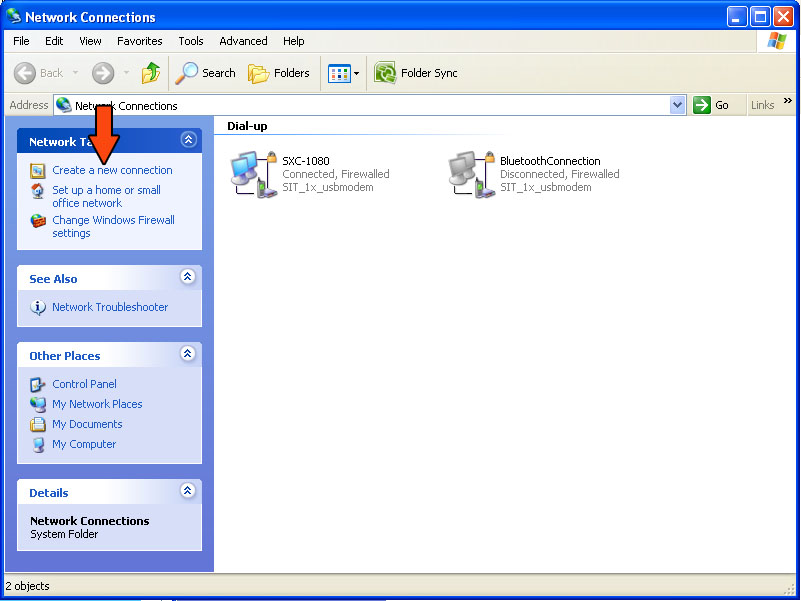 Network Connections
File Edit View Favorites Tools Advanced Help
Back Search Folders Folder Sync
Address Network Connections Go Links »
Network
Create a new connection
Set up a home or small
office network
Change Windows Firewall
settings
See Also
Network Troubleshooter
Other Places
Control Panel
My Network Places
My Documents
My Computer
Details
Network Connections
System Folder
Dial-up
SXC-1080
Connected, Firewalled
SIT_1x_usbmodem
BluetoothConnection
Disconnected, Firewalled
SIT_1x_usbmodem
2 objects